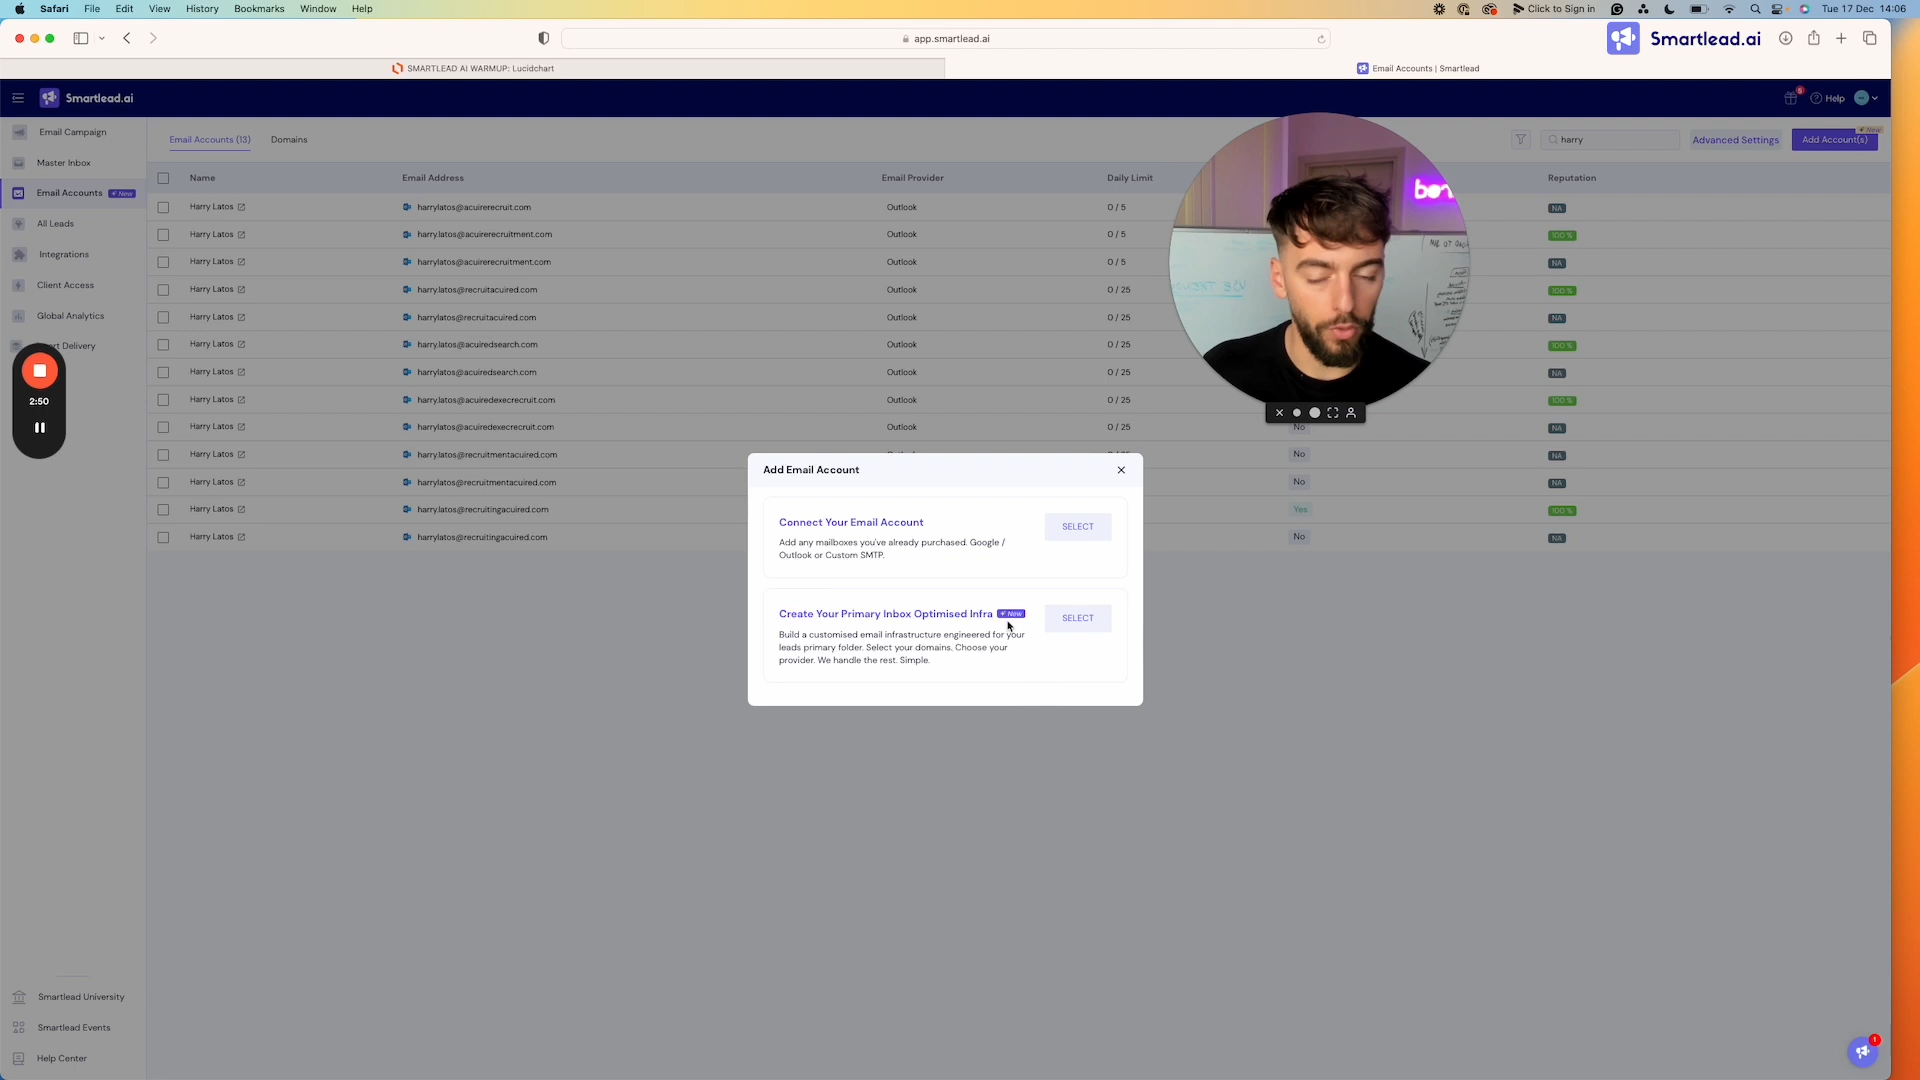 Safari File Edit View History Bookmarks Window Help
Click to Sign in
Tue 17 Dec 14:06
app.smartlead.ai
Smartlead.ai
SMARTLEAD AI WARMUP: Lucidchart
Email Accounts | Smartlead
Smartlead.ai
5
Help
Email Campaign
Master Inbox
Email Accounts New
All Leads
Integrations
Client Access
Global Analytics
rt Delivery
2:50
Smartlead University
Smartlead Events
Help Center
Email Accounts (13) Domains
harry
Advanced Settings
Add Account(s)
New
Name Email Address Email Provider Daily Limit Reputation
Harry Latos harrylatos@acuirerecruit.com Outlook 0 / 5 NA
Harry Latos harry.latos@acuirerecruitment.com Outlook 0 / 5 100 %
Harry Latos harrylatos@acuirerecruitment.com Outlook 0 / 5 NA
Harry Latos harry.latos@recruitacuired.com Outlook 0 / 25 100 %
Harry Latos harrylatos@recruitacuired.com Outlook 0 / 25 NA
Harry Latos harry.latos@acuiredsearch.com Outlook 0 / 25 100 %
Harry Latos harrylatos@acuiredsearch.com Outlook 0 / 25 NA
Harry Latos harry.latos@acuiredexecrecruit.com Outlook 0 / 25 100 %
Harry Latos harrylatos@acuiredexecrecruit.com Outlook 0 / 25 No NA
Harry Latos harry.latos@recruitmentacuired.com No NA
Harry Latos harrylatos@recruitmentacuired.com No NA
Harry Latos harry.latos@recruitingacuired.com Yes 100 %
Harry Latos harrylatos@recruitingacuired.com No NA
Add Email Account
Connect Your Email Account
SELECT
Add any mailboxes you've already purchased. Google /
Outlook or Custom SMTP.
Create Your Primary Inbox Optimised Infra New
SELECT
Build a customised email infrastructure engineered for your
leads primary folder. Select your domains. Choose your
provider. We handle the rest. Simple.
1